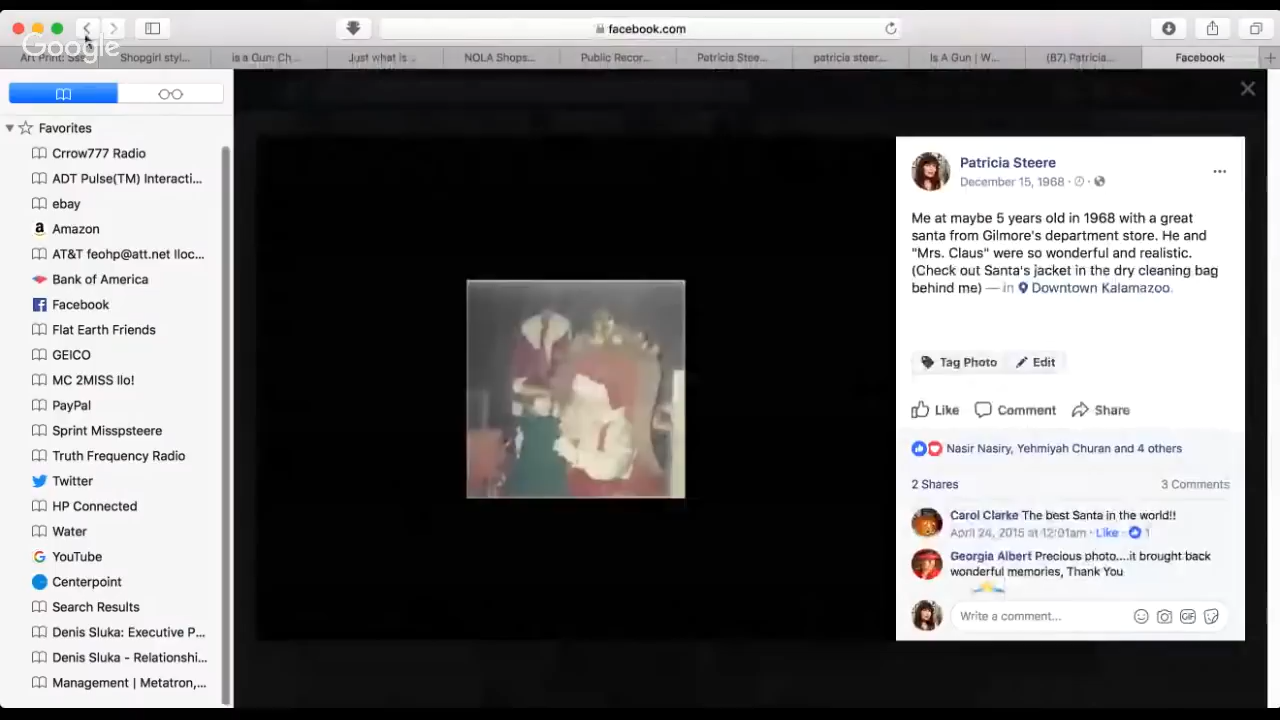 facebook.com
Google
Art Print: Sas
Shopgirl styl...
is a Gun: Ch...
Just what is ...
NOLA Shops...
Public Recor...
Patricia Stee...
patricia steer...
Is A Gun | W...
(B7) Patricia...
Facebook
Favorites
Crrow777 Radio
ADT Pulse(TM) Interacti...
ebay
Amazon
AT&T feohp@att.net lloc...
Bank of America
Facebook
Flat Earth Friends
GEICO
MC 2MISS llo!
PayPal
Sprint Misspsteere
Truth Frequency Radio
Twitter
HP Connected
Water
YouTube
Centerpoint
Search Results
Denis Sluka: Executive P...
Denis Sluka - Relationshi...
Management | Metatron,...
Patricia Steere
December 15, 1968
Me at maybe 5 years old in 1968 with a great
santa from Gilmore's department store. He and
"Mrs. Claus" were so wonderful and realistic.
(Check out Santa's jacket in the dry cleaning bag
behind me) — in Downtown Kalamazoo.
Tag Photo Edit
Like Comment Share
Nasir Nasiry, Yehmiyah Churan and 4 others
2 Shares 3 Comments
Carol Clarke The best Santa in the world!!
April 24, 2015 at 12:01am · Like · 1
Georgia Albert Precious photo....it brought back
wonderful memories, Thank You
Write a comment...
GIF